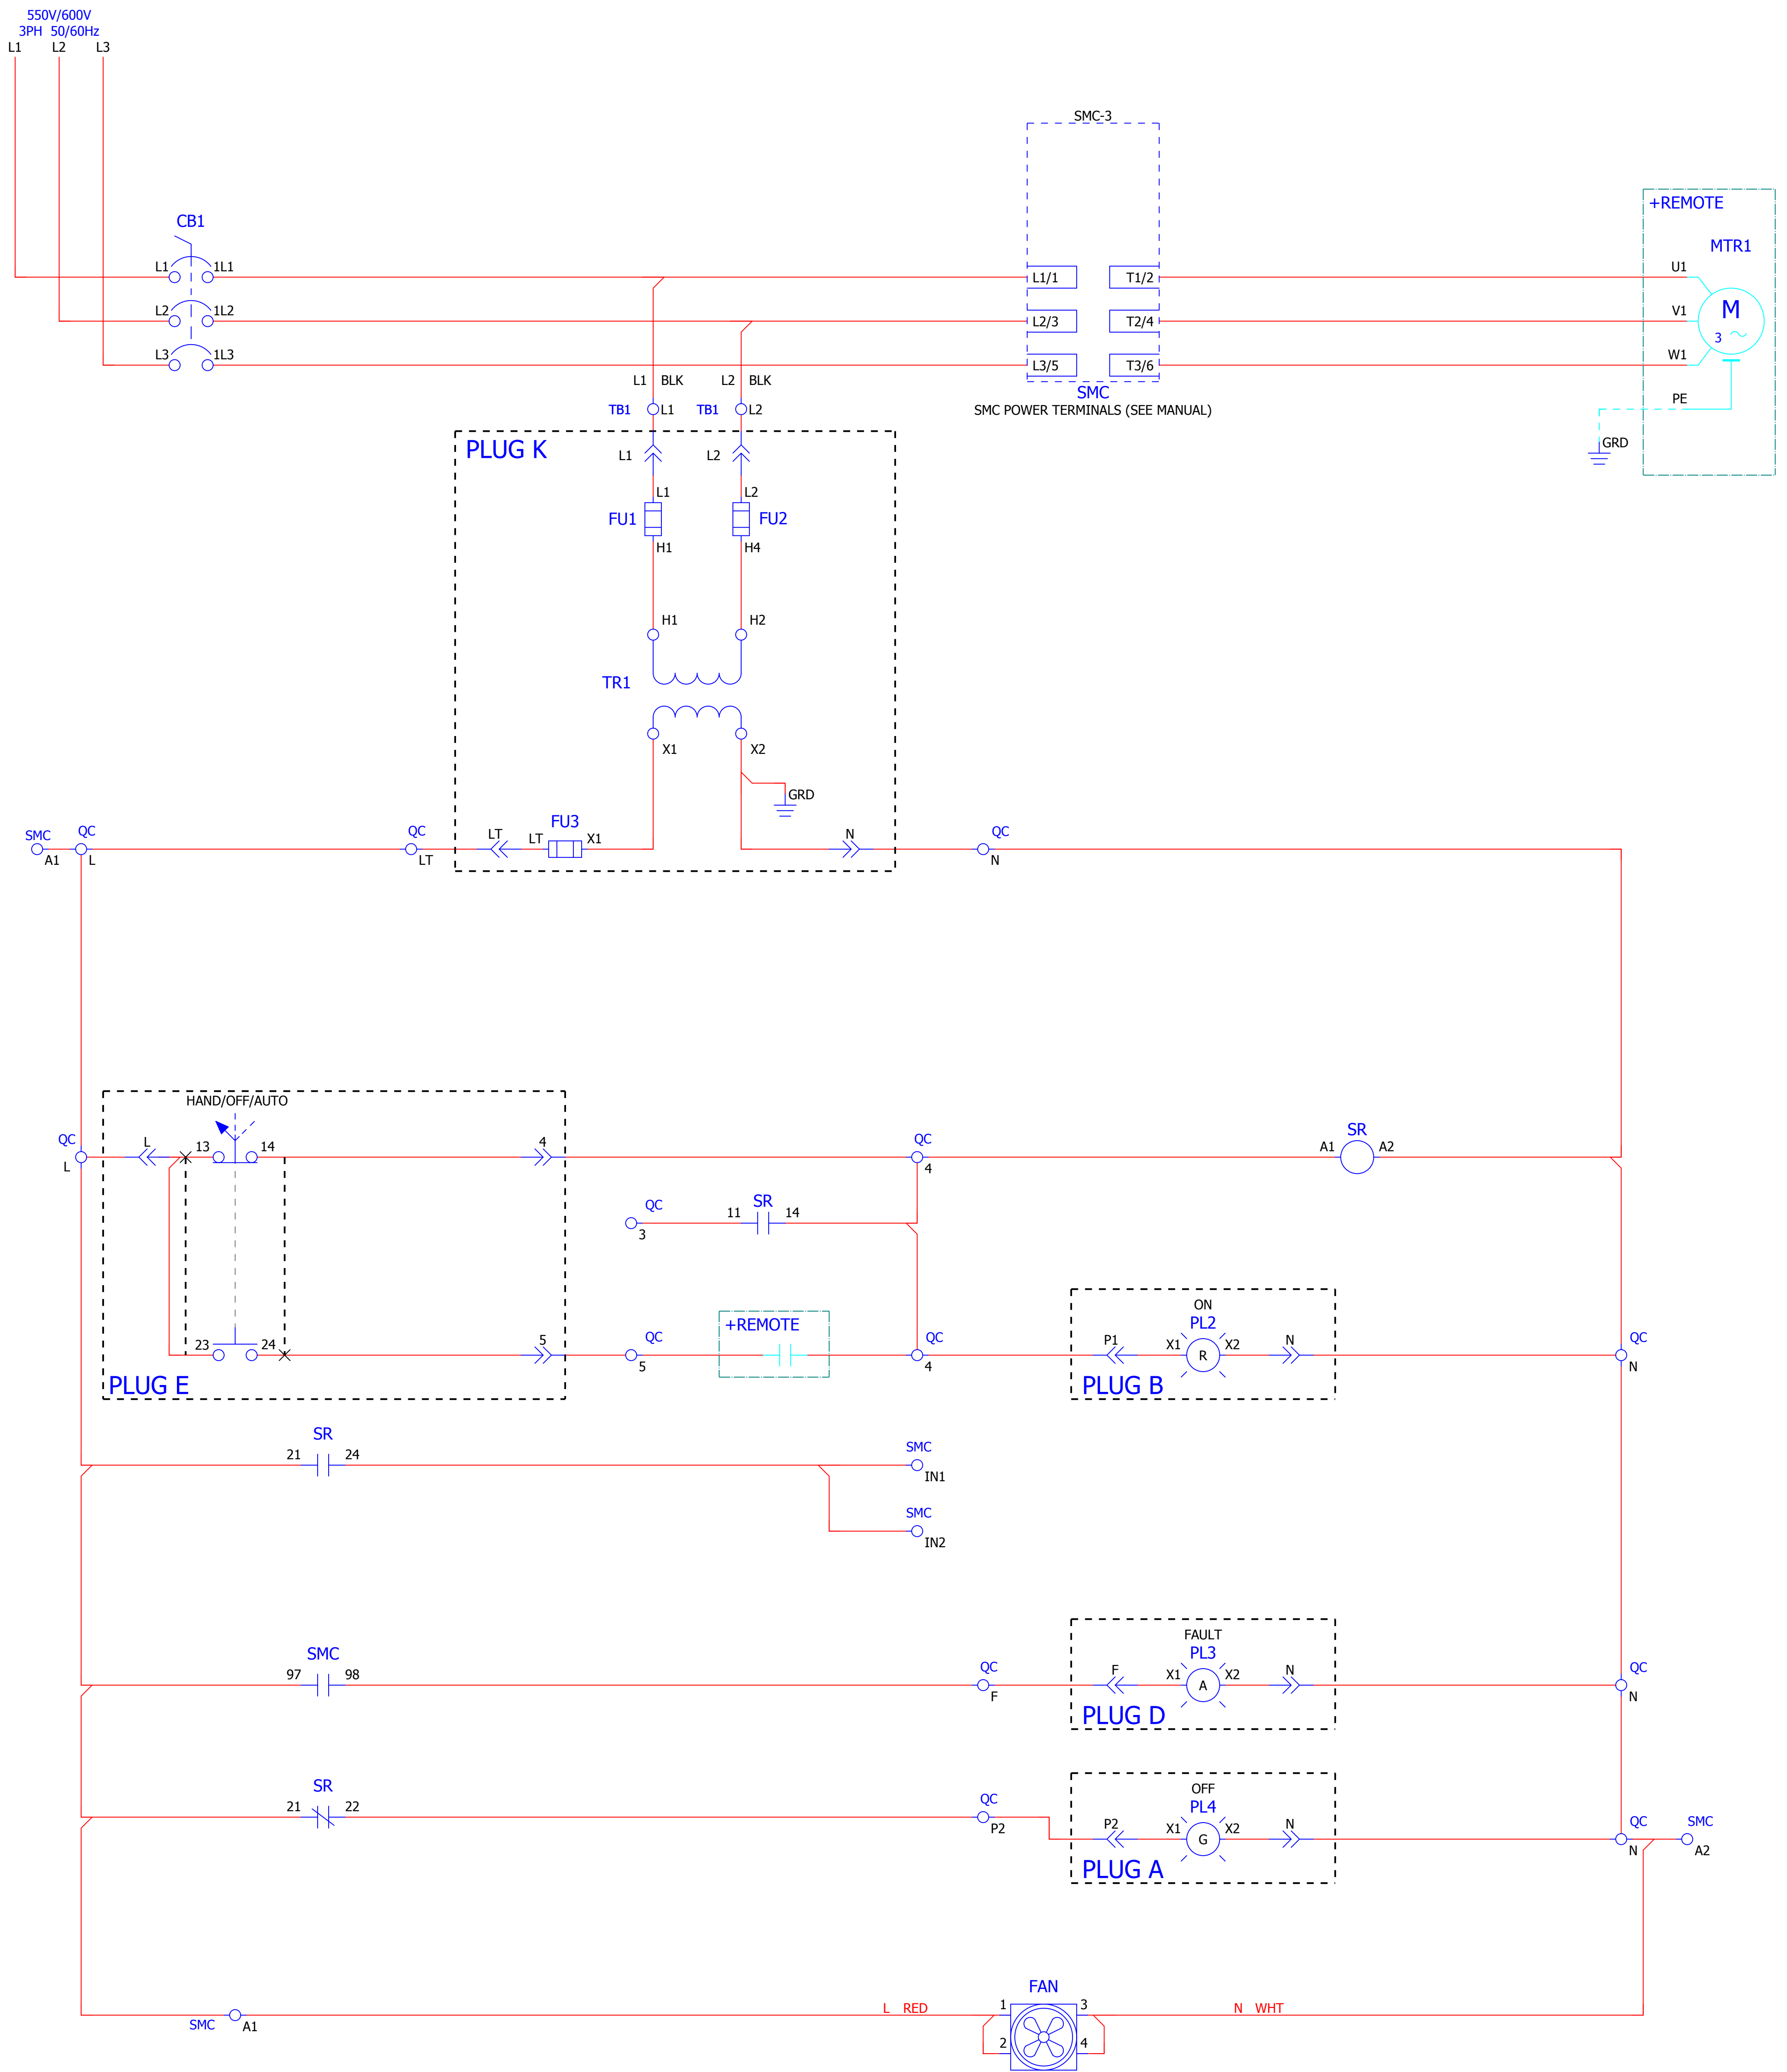 550V/600V
3PH 50/60Hz
L1 L2 L3
SMC-3
+REMOTE
CB1
MTR1
L1 1L1 L1/1 T1/2 U1
L2 1L2 L2/3 T2/4 V1
M
3
L3 1L3 L3/5 T3/6 W1
L1 BLK L2 BLK
SMC
PE
TB1 L1 TB1 L2
SMC POWER TERMINALS (SEE MANUAL)
GRD
PLUG K
L1 L2
L1 L2
FU1 FU2
H1 H4
H1 H2
TR1
X1 X2
GRD
FU3
SMC QC QC LT LT X1 N QC
A1 L LT N
HAND/OFF/AUTO
QC L 13 14 4 QC SR
A1 A2
L 4
QC SR
11 14
3
ON
+REMOTE PL2
23 24 5 QC QC P1 X1 X2 N QC
R
5 4 N
PLUG E PLUG B
SR SMC
21 24
IN1
SMC
IN2
FAULT
SMC PL3
97 98 QC F X1 X2 N QC
A
F N
PLUG D
SR OFF
21 22 QC PL4
P2 P2 X1 X2 N QC SMC
G
N A2
PLUG A
FAN
L RED 1 3 N WHT
SMC A1
2 4